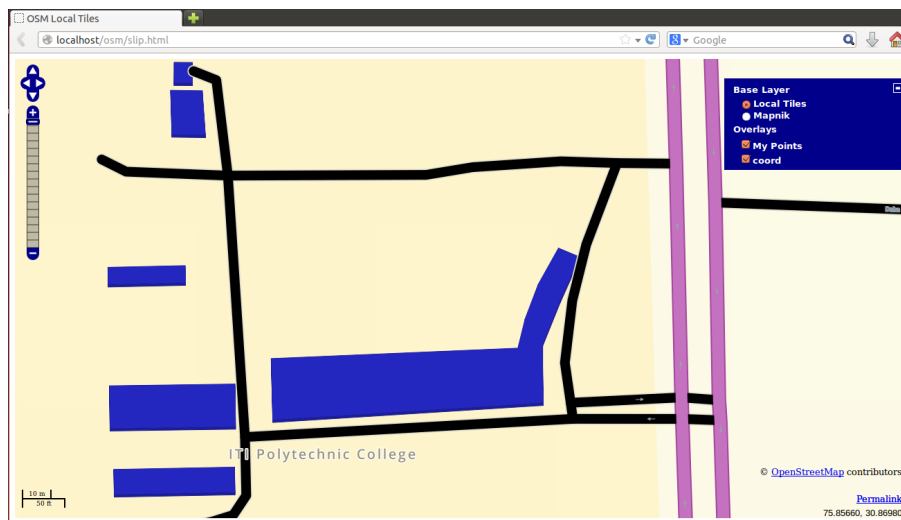 OSM Local Tiles
localhost/osm/slip.html
Google
Base Layer
Local Tiles
Mapnik
Overlays
My Points
coord
ITI Polytechnic College
© OpenStreetMap contributors
10 m
50 ft
Permalink
75.85660, 30.86980